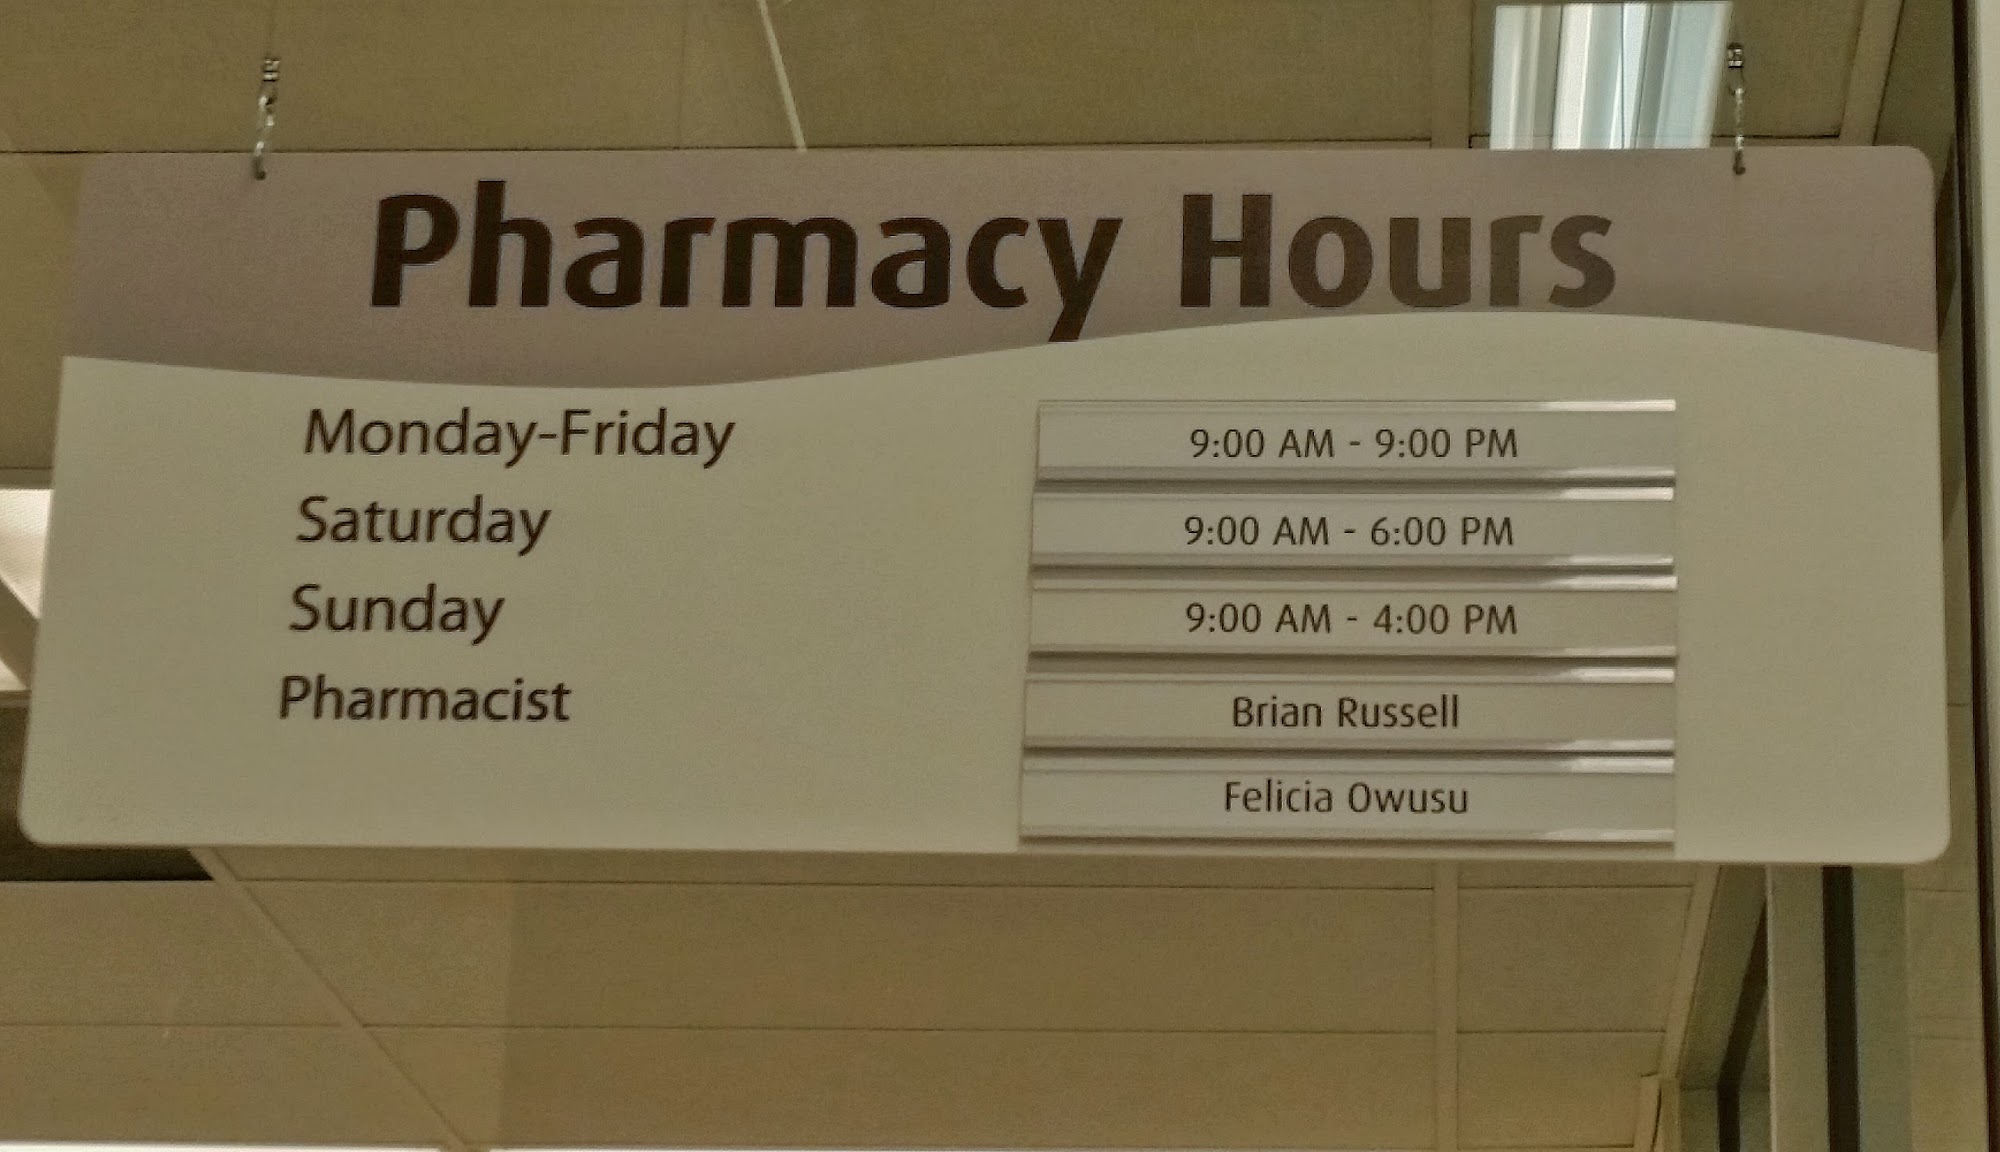 Pharmacy Hours
Monday-Friday 9:00 AM - 9:00 PM
Saturday 9:00 AM - 6:00 PM
Sunday 9:00 AM - 4:00 PM
Pharmacist Brian Russell
Felicia Owusu